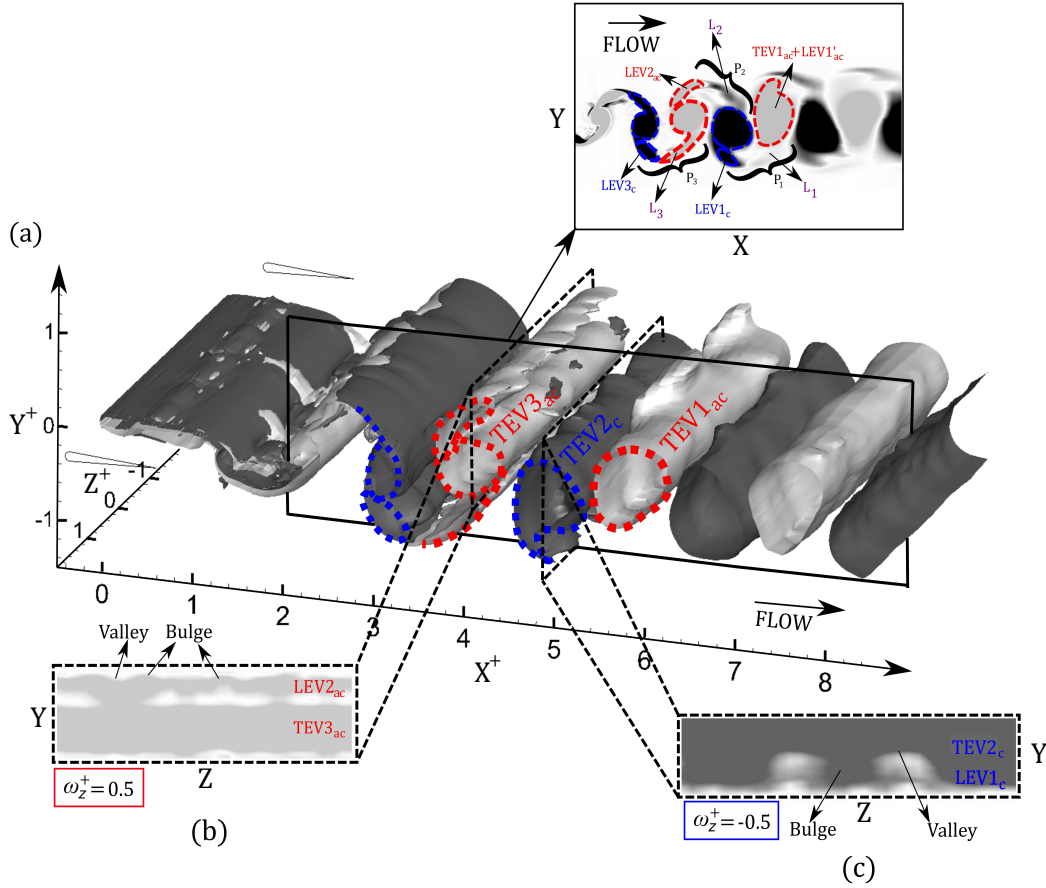 FLOW
L2
TEV1ac+LEV1'ac
LEV2ac
P2
Y
LEV3c
P3
P1
L3
LEV1c
L1
X
(a)
1
Y+
0
-1
Z+
-1
0
1
TEV3ac
TEV2c
TEV1ac
0
1
2
3
4
5
6
7
8
X+
FLOW
Valley
Bulge
LEV2ac
Y
TEV3ac
Z
ω+z=0.5
(b)
TEV2c
Y
LEV1c
Z
ω+z=-0.5
Bulge
Valley
(c)